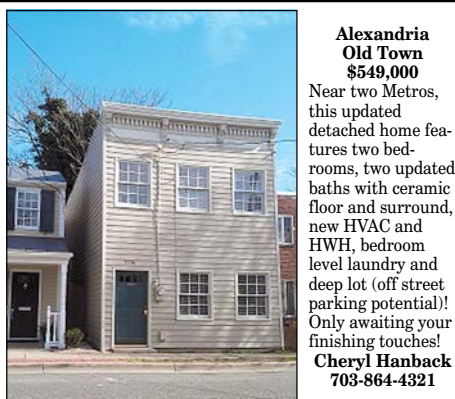 Alexandria
Old Town
$549,000
Near two Metros,
this updated
detached home fea-
tures two bed-
rooms, two updated
baths with ceramic
floor and surround,
new HVAC and
HWH, bedroom
level laundry and
deep lot (off street
parking potential)!
Only awaiting your
finishing touches!
Cheryl Hanback
703-864-4321